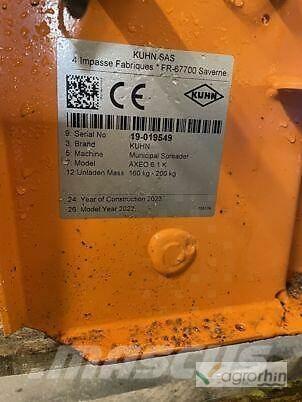 KUHN SAS
4 Impasse Fabriques * FR-67700 Saverne
CE
KUHN
9. Serial No 19-019549
3. Brand KUHN
5. Machine Municipal Spreader
7. Model AXEO 6.1 K
12 Unladen Mass 160 kg - 200 kg
24. Year of Construction 2023
26. Model Year 2022
MASCUS
agrorhin